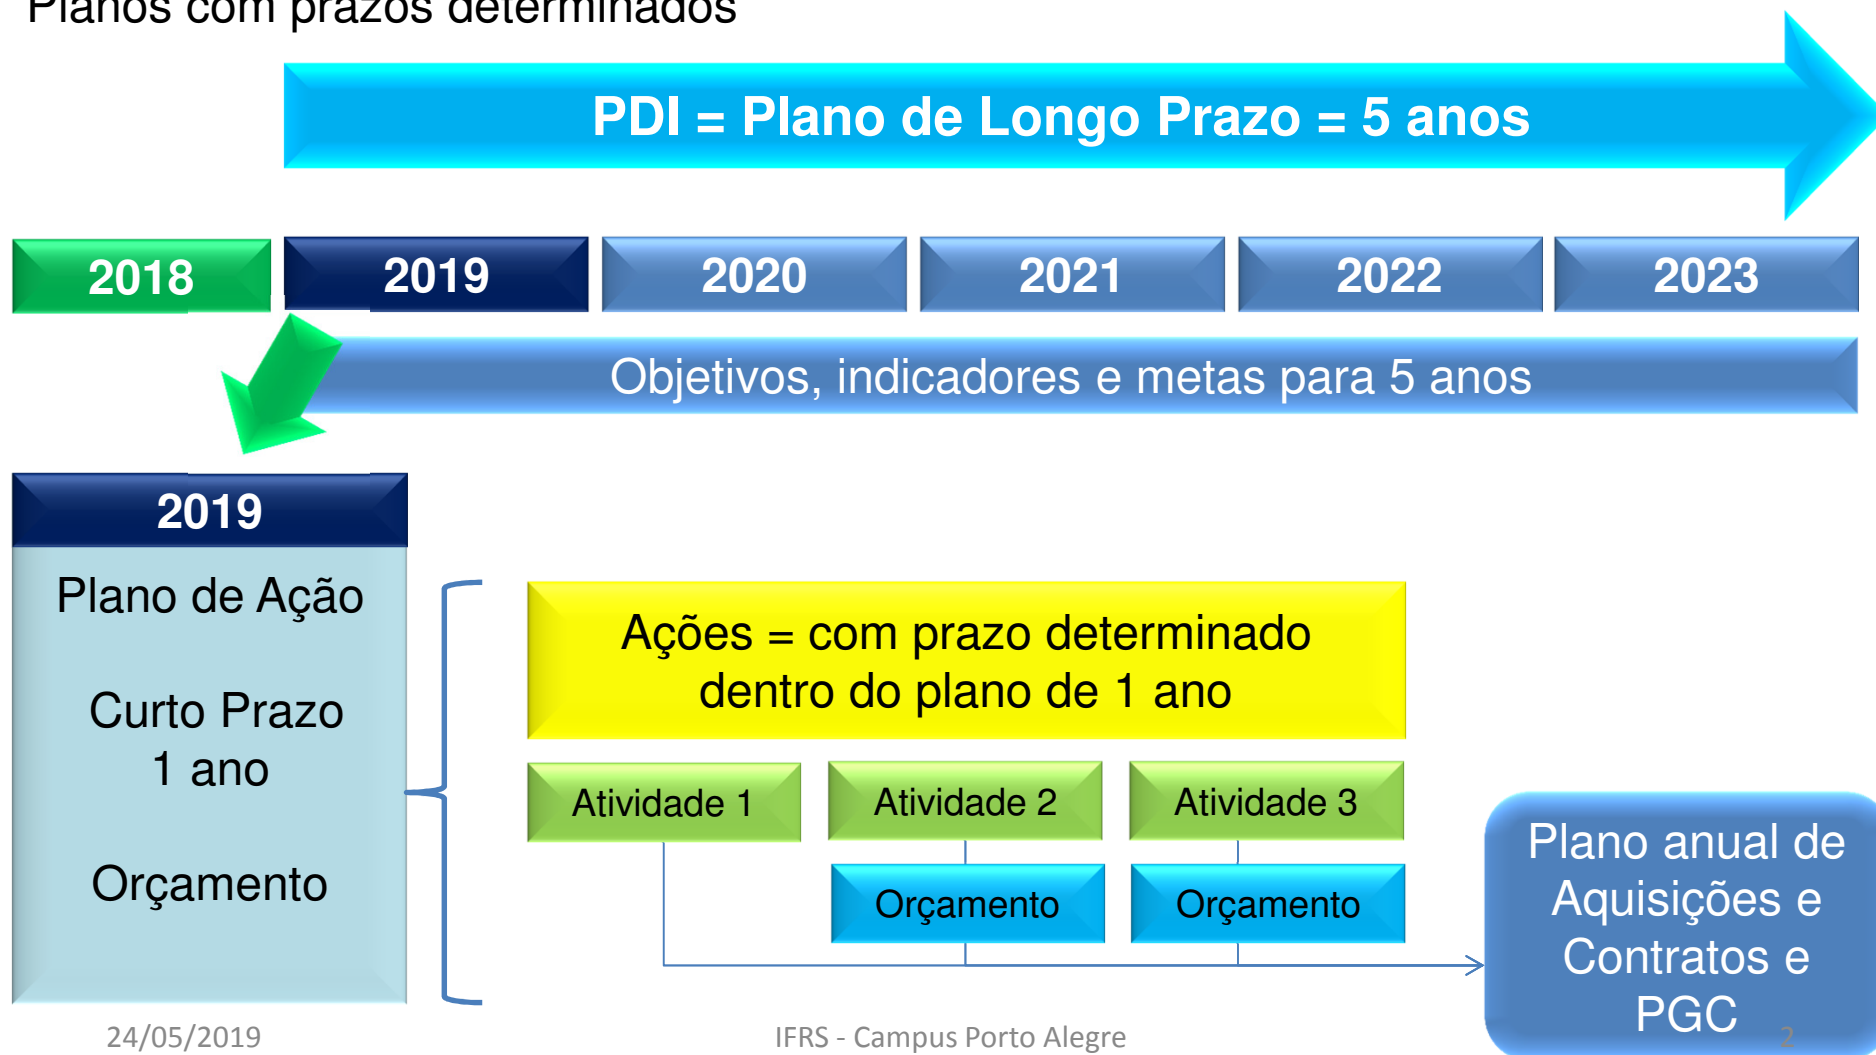 Planos com prazos determinados
PDI = Plano de Longo Prazo = 5 anos
2018
2019
2020
2021
2022
2023
Objetivos, indicadores e metas para 5 anos
2019
Plano de Ação
Curto Prazo
1 ano
Orçamento
Ações = com prazo determinado
dentro do plano de 1 ano
Atividade 1
Atividade 2
Atividade 3
Orçamento
Orçamento
Plano anual de
Aquisições e
Contratos e
PGC
24/05/2019
IFRS - Campus Porto Alegre
2